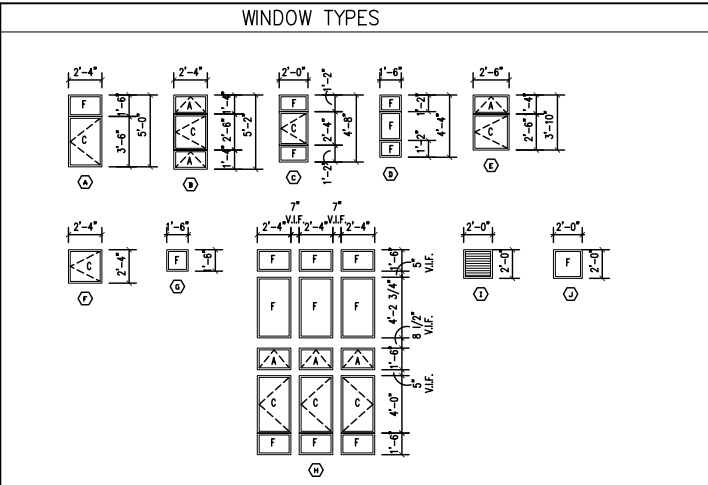 WINDOW TYPES
2'-4" 2'-4" 2'-0" 1'-6" 2'-6"
F 1'-6" C 3'-6" 5'-0" A
A 1'-4" C 2'-6" A 1'-4" 5'-2" B
F 1'-2" C 2'-4" F 1'-2" 4'-8" C
F 1'-2" F F 1'-2" 4'-4" D
A 1'-4" C 2'-6" 3'-10" E
2'-4" C 2'-4" F
1'-6" F 1'-6" G
7" 7"
V.I.F. V.I.F.
2'-4" 2'-4" 2'-4"
F F F 1'-6"
5" V.I.F.
F F F 4'-2 3/4"
8 1/2" V.I.F.
A A A 1'-6"
5" V.I.F.
C C C 4'-0"
F F F 1'-6"
H
2'-0" 2'-0" I
2'-0" F 2'-0" J